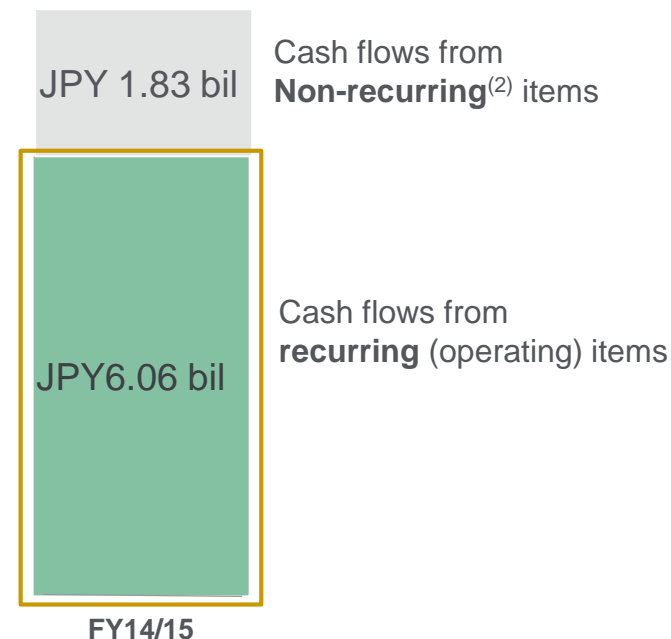 JPY 1.83 bil
Cash flows from
Non-recurring(2) items
Cash flows from
recurring (operating) items
JPY6.06 bil
FY14/15